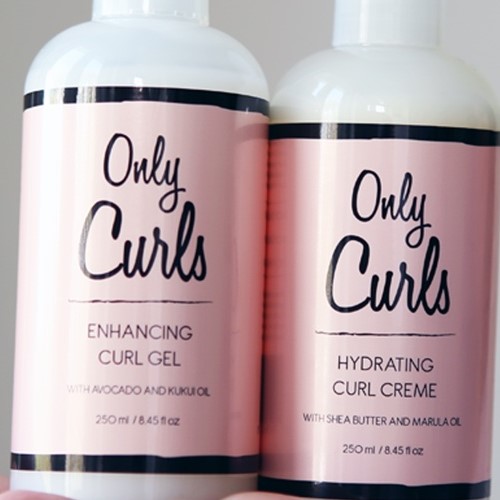 Only
Curls
ENHANCING
CURL GEL
WITH AVOCADO AND KUKUI OIL
250 ml / 8.45 fl oz
Only
Curls
HYDRATING
CURL CREME
WITH SHEA BUTTER AND MARULA OIL
250 ml / 8.45 fl oz